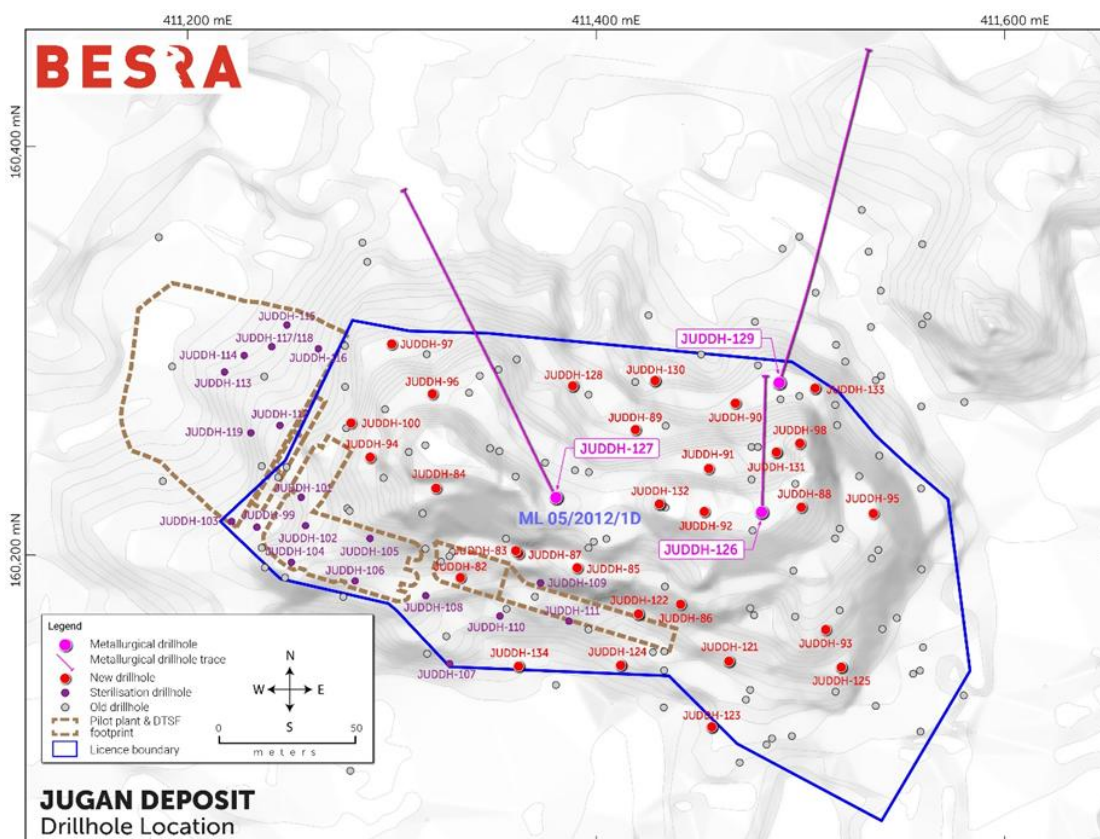 411,200 mE
411,400 mE
411,600 mE
BESRA
160,400 mN
JUDDH-115
JUDDH-117/118
JUDDH-114
JUDDH-116
JUDDH-113
JUDDH-97
JUDDH-129
JUDDH-96
JUDDH-128
JUDDH-130
JUDDH-133
JUDDH-90
JUDDH-119
JUDDH-100
JUDDH-89
JUDDH-98
JUDDH-94
JUDDH-127
JUDDH-91
JUDDH-131
JUDDH-84
JUDDH-101
JUDDH-132
JUDDH-88
JUDDH-95
JUDDH-103
JUDDH-99
ML 05/2012/1D
JUDDH-92
JUDDH-102
JUDDH-126
160,200 mN
JUDDH-104
JUDDH-105
JUDDH-83
JUDDH-87
JUDDH-82
JUDDH-85
JUDDH-106
JUDDH-109
JUDDH-108
JUDDH-122
JUDDH-111
JUDDH-86
JUDDH-110
JUDDH-93
JUDDH-134
JUDDH-124
JUDDH-121
JUDDH-107
JUDDH-125
JUDDH-123
Legend
Metallurgical drillhole
Metallurgical drillhole trace
New drillhole
Sterilisation drillhole
Old drillhole
Pilot plant & DTSF
footprint
Licence boundary
N
W
E
S
0
50
meters
JUGAN DEPOSIT
Drillhole Location